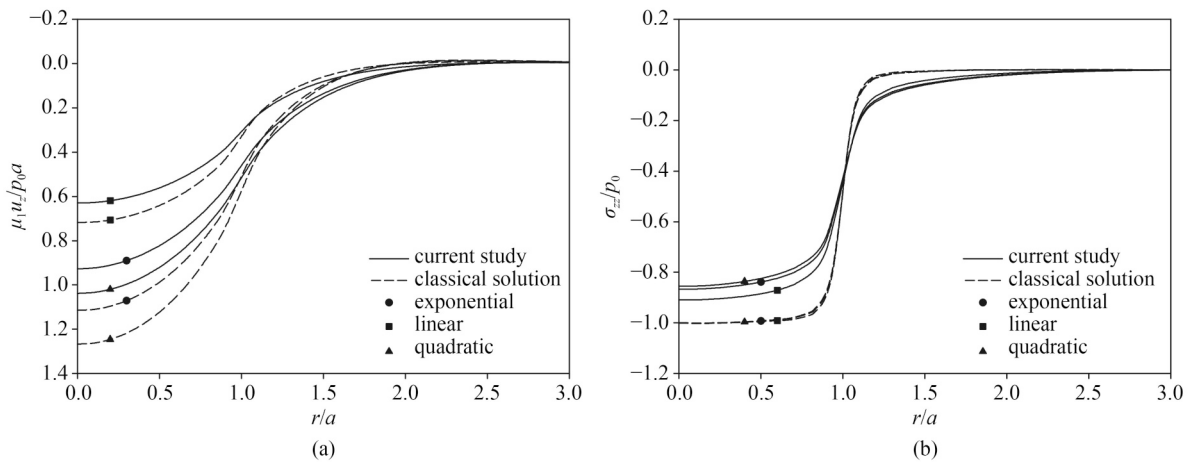 −0.2
0.0
0.2
0.4
0.6
0.8
1.0
1.2
1.4
μ₁u_z/p₀a
current study
classical solution
exponential
linear
quadratic
0.0 0.5 1.0 1.5 2.0 2.5 3.0
r/a
(a)
0.2
0.0
−0.2
−0.4
−0.6
−0.8
−1.0
−1.2
σ_zz/p₀
current study
classical solution
exponential
linear
quadratic
0.0 0.5 1.0 1.5 2.0 2.5 3.0
r/a
(b)